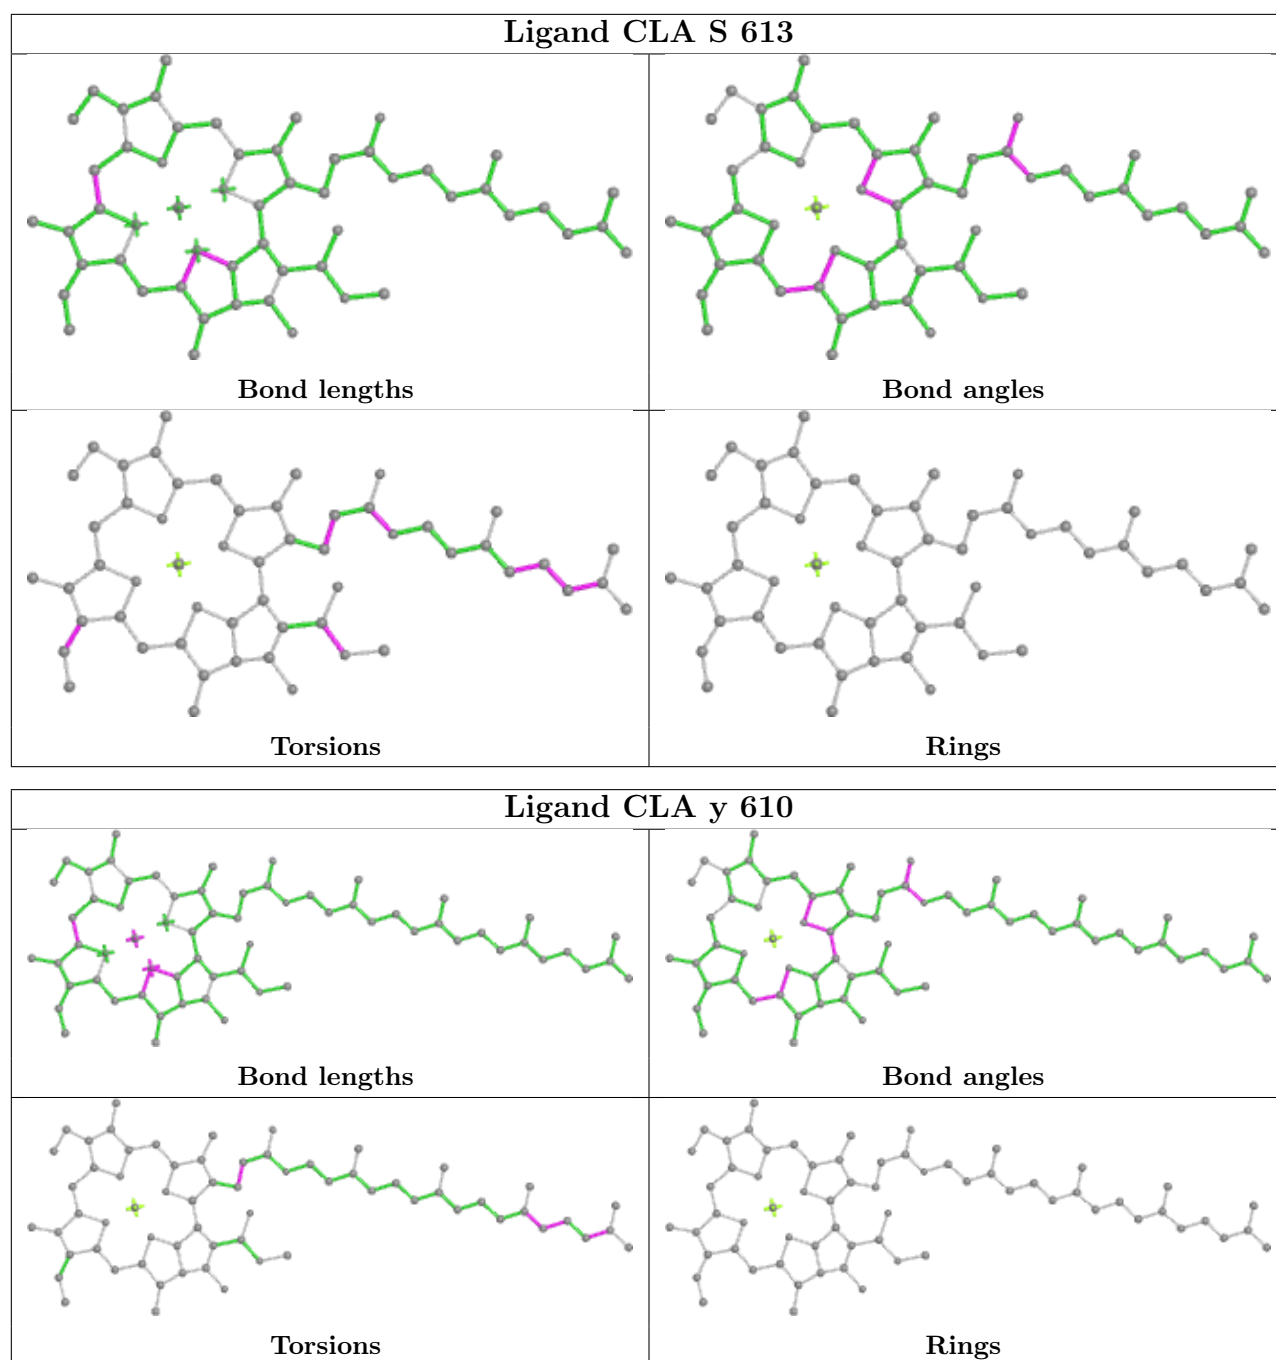 Ligand CLA S 613
Bond lengths
Bond angles
Torsions
Rings
Ligand CLA y 610
Bond lengths
Bond angles
Torsions
Rings